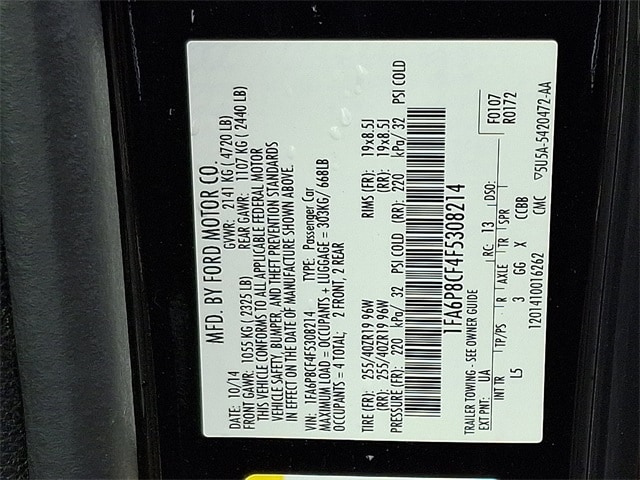 MFD. BY FORD MOTOR CO.
DATE: 10/14 GVWR: 2141 KG ( 4720 LB)
FRONT GAWR: 1055 KG ( 2325 LB) REAR GAWR: 1107 KG ( 2440 LB)
THIS VEHICLE CONFORMS TO ALL APPLICABLE FEDERAL MOTOR
VEHICLE SAFETY, BUMPER, AND THEFT PREVENTION STANDARDS
IN EFFECT ON THE DATE OF MANUFACTURE SHOWN ABOVE.
VIN: 1FA6P8CF4F5308214 TYPE: Passenger Car
MAXIMUM LOAD = OCCUPANTS + LUGGAGE = 303KG/ 668LB
OCCUPANTS = 4 TOTAL; 2 FRONT, 2 REAR
TIRE (FR): 255/40ZR19 96W RIMS (FR): 19x8.5J
(RR): 255/40ZR19 96W (RR): 19x8.5J
PRESSURE (FR): 220 kPa/ 32 PSI COLD (RR): 220 kPa/ 32 PSI COLD
1FA6P8CF4F5308214
TRAILER TOWING - SEE OWNER GUIDE F0107
EXT PNT: UA RC: 13 DSO: R0172
INT TR TP/PS R AXLE TR SPR
L5 3 GG X CCBB
12014100 16262 CMC ▽5U5A-5420472-AA